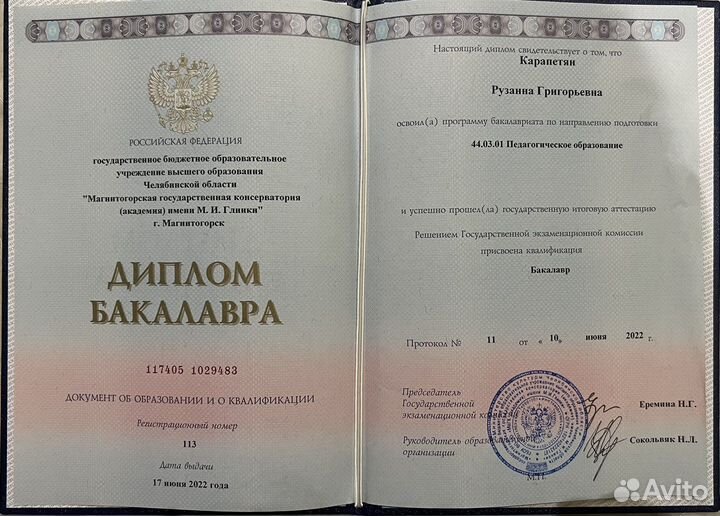 РОССИЙСКАЯ ФЕДЕРАЦИЯ
государственное бюджетное образовательное
учреждение высшего образования
Челябинской области
"Магнитогорская государственная консерватория
(академия) имени М. И. Глинки"
г. Магнитогорск
ДИПЛОМ
БАКАЛАВРА
117405 1029483
ДОКУМЕНТ ОБ ОБРАЗОВАНИИ И О КВАЛИФИКАЦИИ
Регистрационный номер
113
Дата выдачи
17 июня 2022 года
Настоящий диплом свидетельствует о том, что
Карапетян
Рузанна Григорьевна
освоил(а) программу бакалавриата по направлению подготовки
44.03.01 Педагогическое образование
и успешно прошел(ла) государственную итоговую аттестацию
Решением Государственной экзаменационной комиссии
присвоена квалификация
Бакалавр
Протокол № 11 от « 10 » июня 2022 г.
Председатель
Государственной
экзаменационной комиссии
Еремина Н.Г.
Руководитель образовательной
организации
Сокольвяк Н.Л.
М.П.
Avito